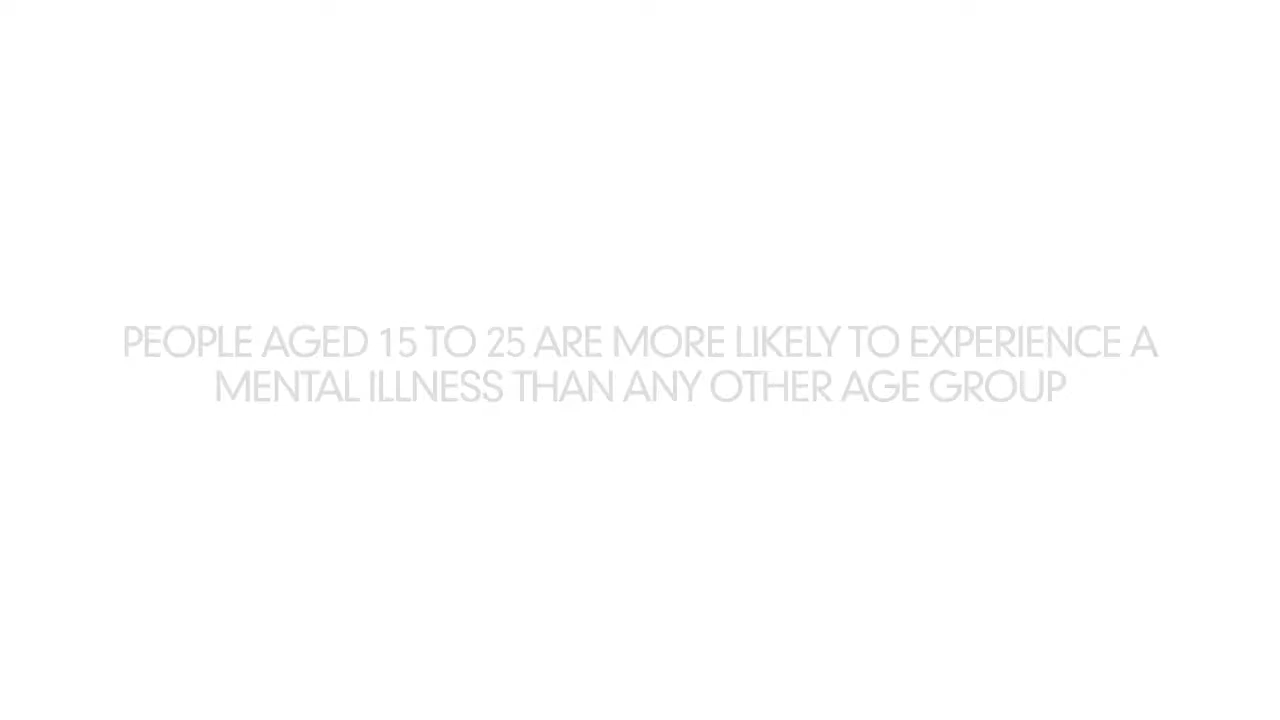 PEOPLE AGED 15 TO 25 ARE MORE LIKELY TO EXPERIENCE A
MENTAL ILLNESS THAN ANY OTHER AGE GROUP